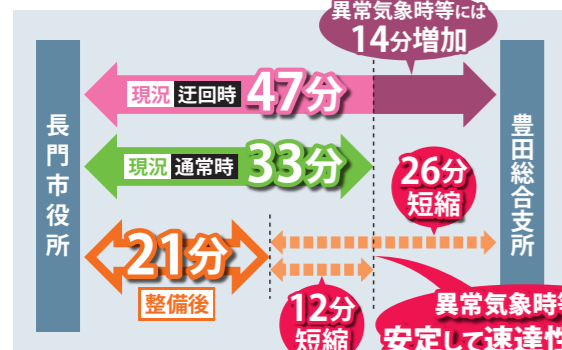 異常気象時等には
14分増加
長門市役所
現況 迂回時 47分
現況 通常時 33分
21分
整備後
26分
短縮
12分
短縮
豊田総合支所
異常気象時
安定して速達性